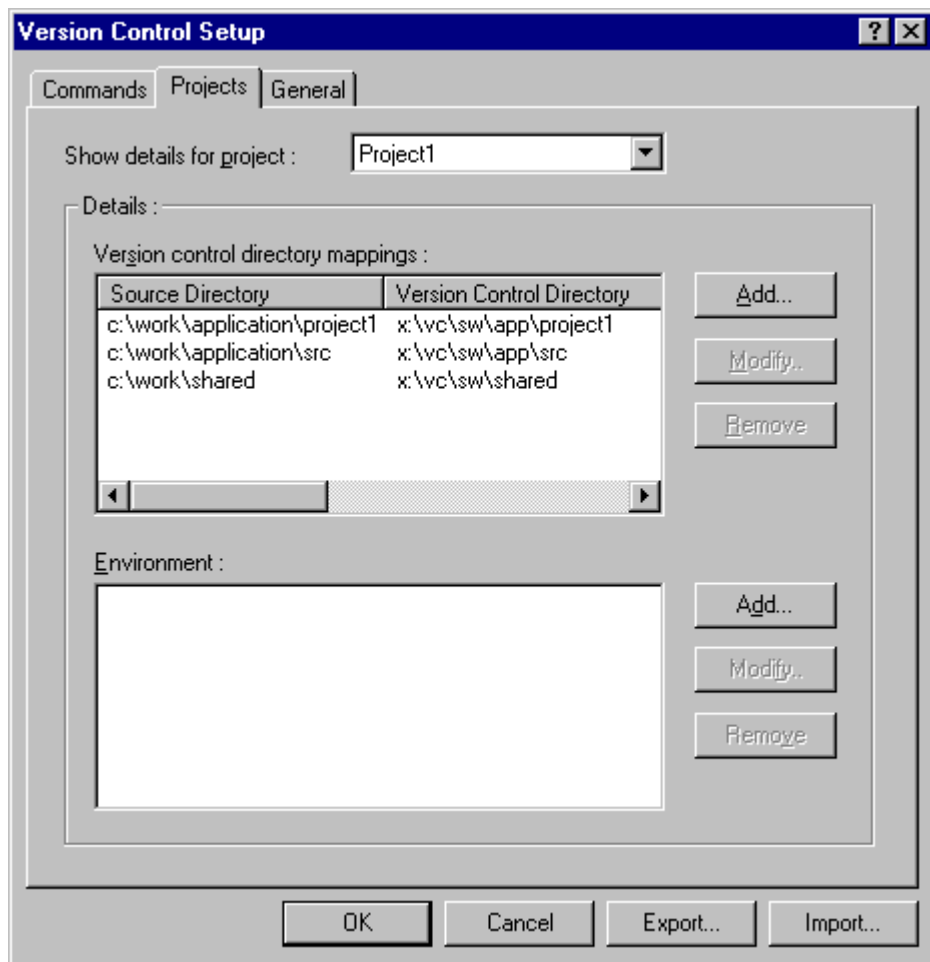 Version Control Setup
Commands Projects General
Show details for project : Project1
Details :
Version control directory mappings :
Source Directory Version Control Directory
c:\work\application\project1 x:\vc\sw\app\project1
c:\work\application\src x:\vc\sw\app\src
c:\work\shared x:\vc\sw\shared
Add...
Modify..
Remove
Environment :
Add...
Modify..
Remove
OK Cancel Export... Import...